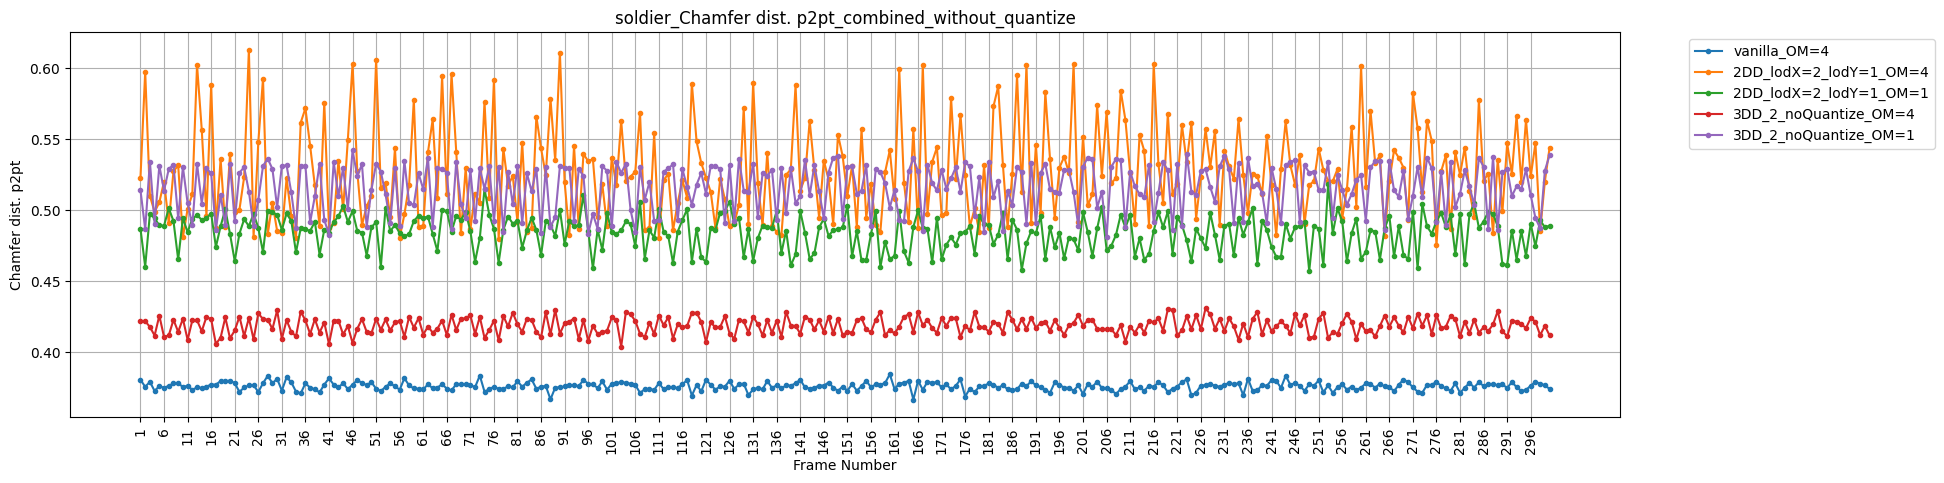 soldier_Chamfer dist. p2pt_combined_without_quantize
Chamfer dist. p2pt
0.60
0.55
0.50
0.45
0.40
1 6 11 16 21 26 31 36 41 46 51 56 61 66 71 76 81 86 91 96 101 106 111 116 121 126 131 136 141 146 151 156 161 166 171 176 181 186 191 196 201 206 211 216 221 226 231 236 241 246 251 256 261 266 271 276 281 286 291 296
Frame Number
vanilla_OM=4
2DD_lodX=2_lodY=1_OM=4
2DD_lodX=2_lodY=1_OM=1
3DD_2_noQuantize_OM=4
3DD_2_noQuantize_OM=1